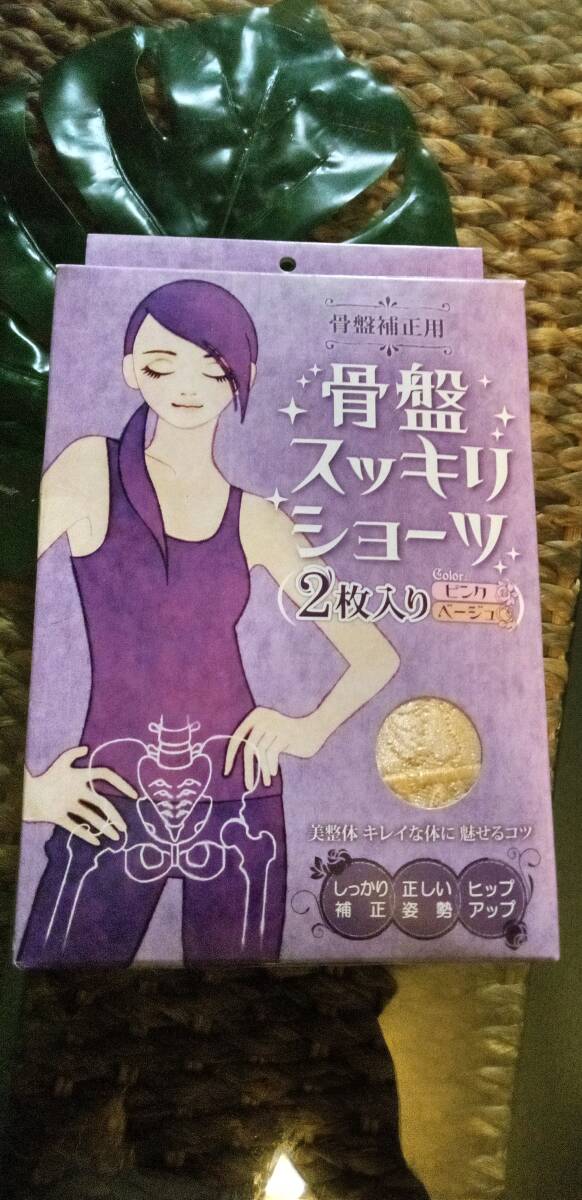 骨盤補正用
骨盤
スッキリ
ショーツ
2枚入り
Color
ピンク
ベージュ
美整体 キレイな体に 魅せるコツ
しっかり
補正
正しい
姿勢
ヒップ
アップ